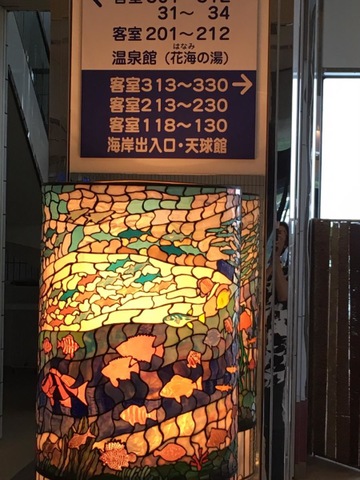 31～ 34
客室201～212
はなみ
温泉館（花海の湯）
客室313～330→
客室213～230
客室118～130
海岸出入口・天球館